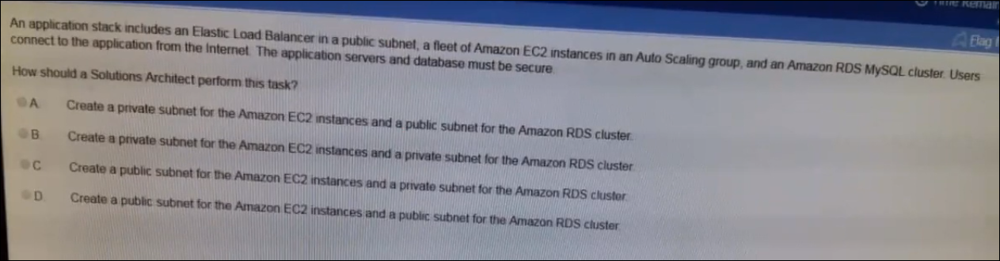 Time Remain
Flag
An application stack includes an Elastic Load Balancer in a public subnet, a fleet of Amazon EC2 instances in an Auto Scaling group, and an Amazon RDS MySQL cluster. Users
connect to the application from the Internet. The application servers and database must be secure.
How should a Solutions Architect perform this task?
A. Create a private subnet for the Amazon EC2 instances and a public subnet for the Amazon RDS cluster.
B. Create a private subnet for the Amazon EC2 instances and a private subnet for the Amazon RDS cluster.
C. Create a public subnet for the Amazon EC2 instances and a private subnet for the Amazon RDS cluster.
D. Create a public subnet for the Amazon EC2 instances and a public subnet for the Amazon RDS cluster.